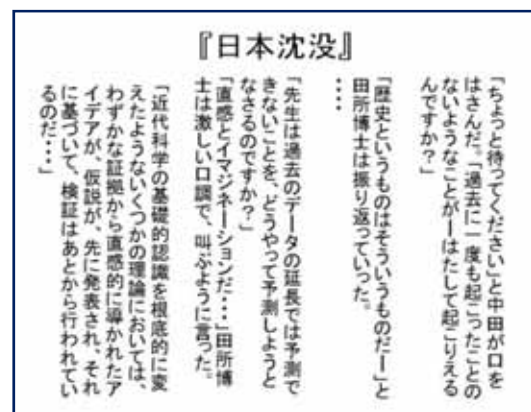 『日本沈没』
「ちょっと待ってください」と中田が口を
はさんだ。「過去に一度も起こったことの
ないようなことがーはたして起こりえる
んですか?」
「歴史というものはそういうものだー」と
田所博士は振り返っていった。
・・・・
「先生は過去のデータの延長では予測で
きないことを、どうやって予測しようと
なさるのですか?」
「直感とイマジネーションだ・・・」田所博
士は激しい口調で、叫ぶように言った。
「近代科学の基礎的認識を根底的に変
えたようないくつかの理論においては、
わずかな証拠から直感的に導かれたア
イデアが、仮説が、先に発表され、それ
に基づいて、検証はあとから行われてい
るのだ・・・」